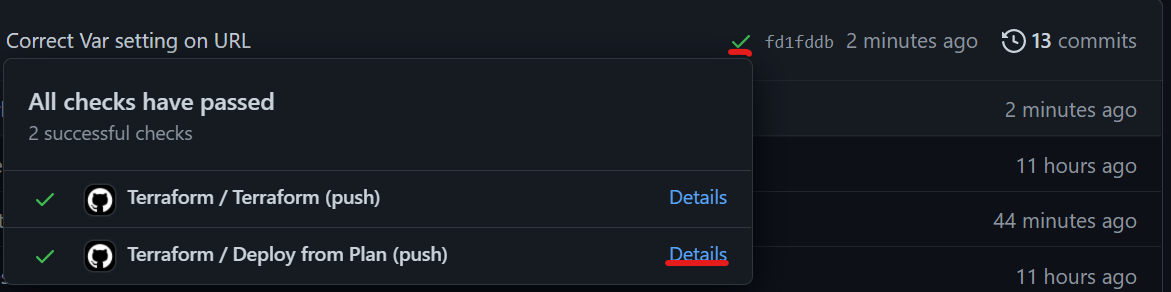 Correct Var setting on URL fd1fddb 2 minutes ago 13 commits
All checks have passed
2 successful checks
2 minutes ago
11 hours ago
Terraform / Terraform (push) Details
44 minutes ago
Terraform / Deploy from Plan (push) Details
11 hours ago